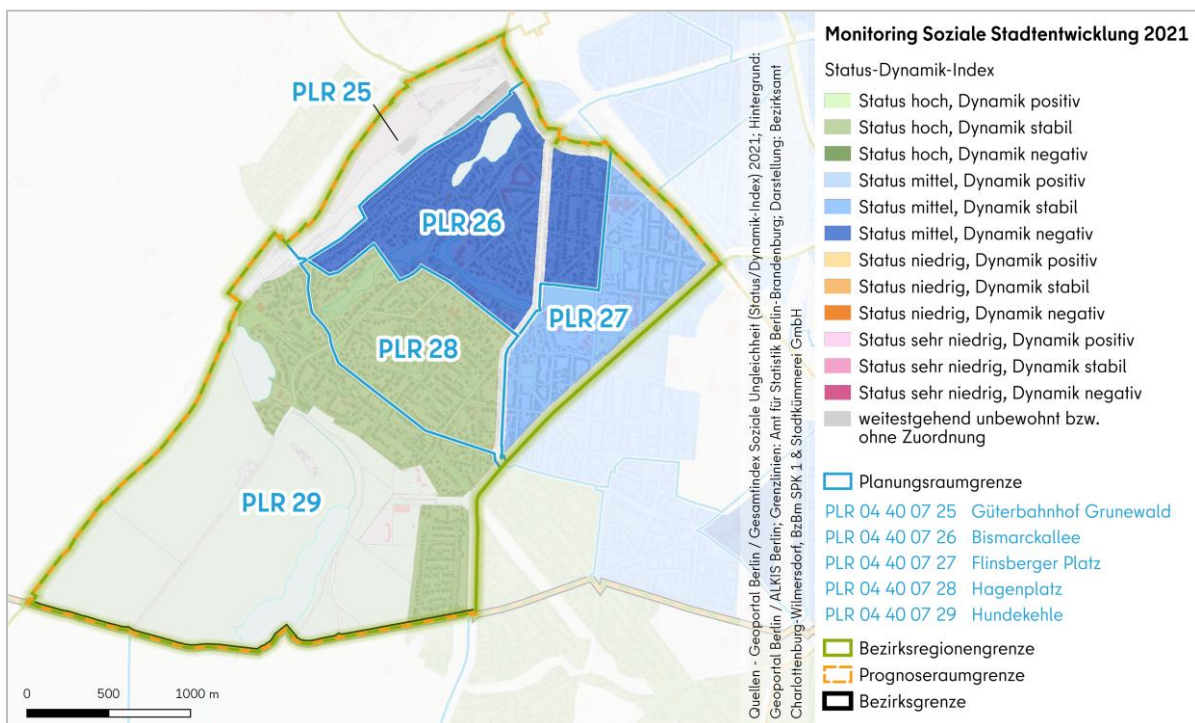 PLR 25
PLR 26
PLR 27
PLR 28
PLR 29
0 500 1000 m
Quellen - Geoportal Berlin / Gesamtindex Soziale Ungleichheit (Status/Dynamik-Index) 2021; Hintergrund:
Geoportal Berlin / ALKIS Berlin; Grenzlinien: Amt für Statistik Berlin-Brandenburg; Darstellung: Bezirksamt
Charlottenburg-Wilmersdorf, BzBm SPK 1 & Stadtkümmerei GmbH
Monitoring Soziale Stadtentwicklung 2021
Status-Dynamik-Index
Status hoch, Dynamik positiv
Status hoch, Dynamik stabil
Status hoch, Dynamik negativ
Status mittel, Dynamik positiv
Status mittel, Dynamik stabil
Status mittel, Dynamik negativ
Status niedrig, Dynamik positiv
Status niedrig, Dynamik stabil
Status niedrig, Dynamik negativ
Status sehr niedrig, Dynamik positiv
Status sehr niedrig, Dynamik stabil
Status sehr niedrig, Dynamik negativ
weitestgehend unbewohnt bzw.
ohne Zuordnung
Planungsraumgrenze
PLR 04 40 07 25 Güterbahnhof Grunewald
PLR 04 40 07 26 Bismarckallee
PLR 04 40 07 27 Flinsberger Platz
PLR 04 40 07 28 Hagenplatz
PLR 04 40 07 29 Hundekehle
Bezirksregionengrenze
Prognoseraumgrenze
Bezirksgrenze